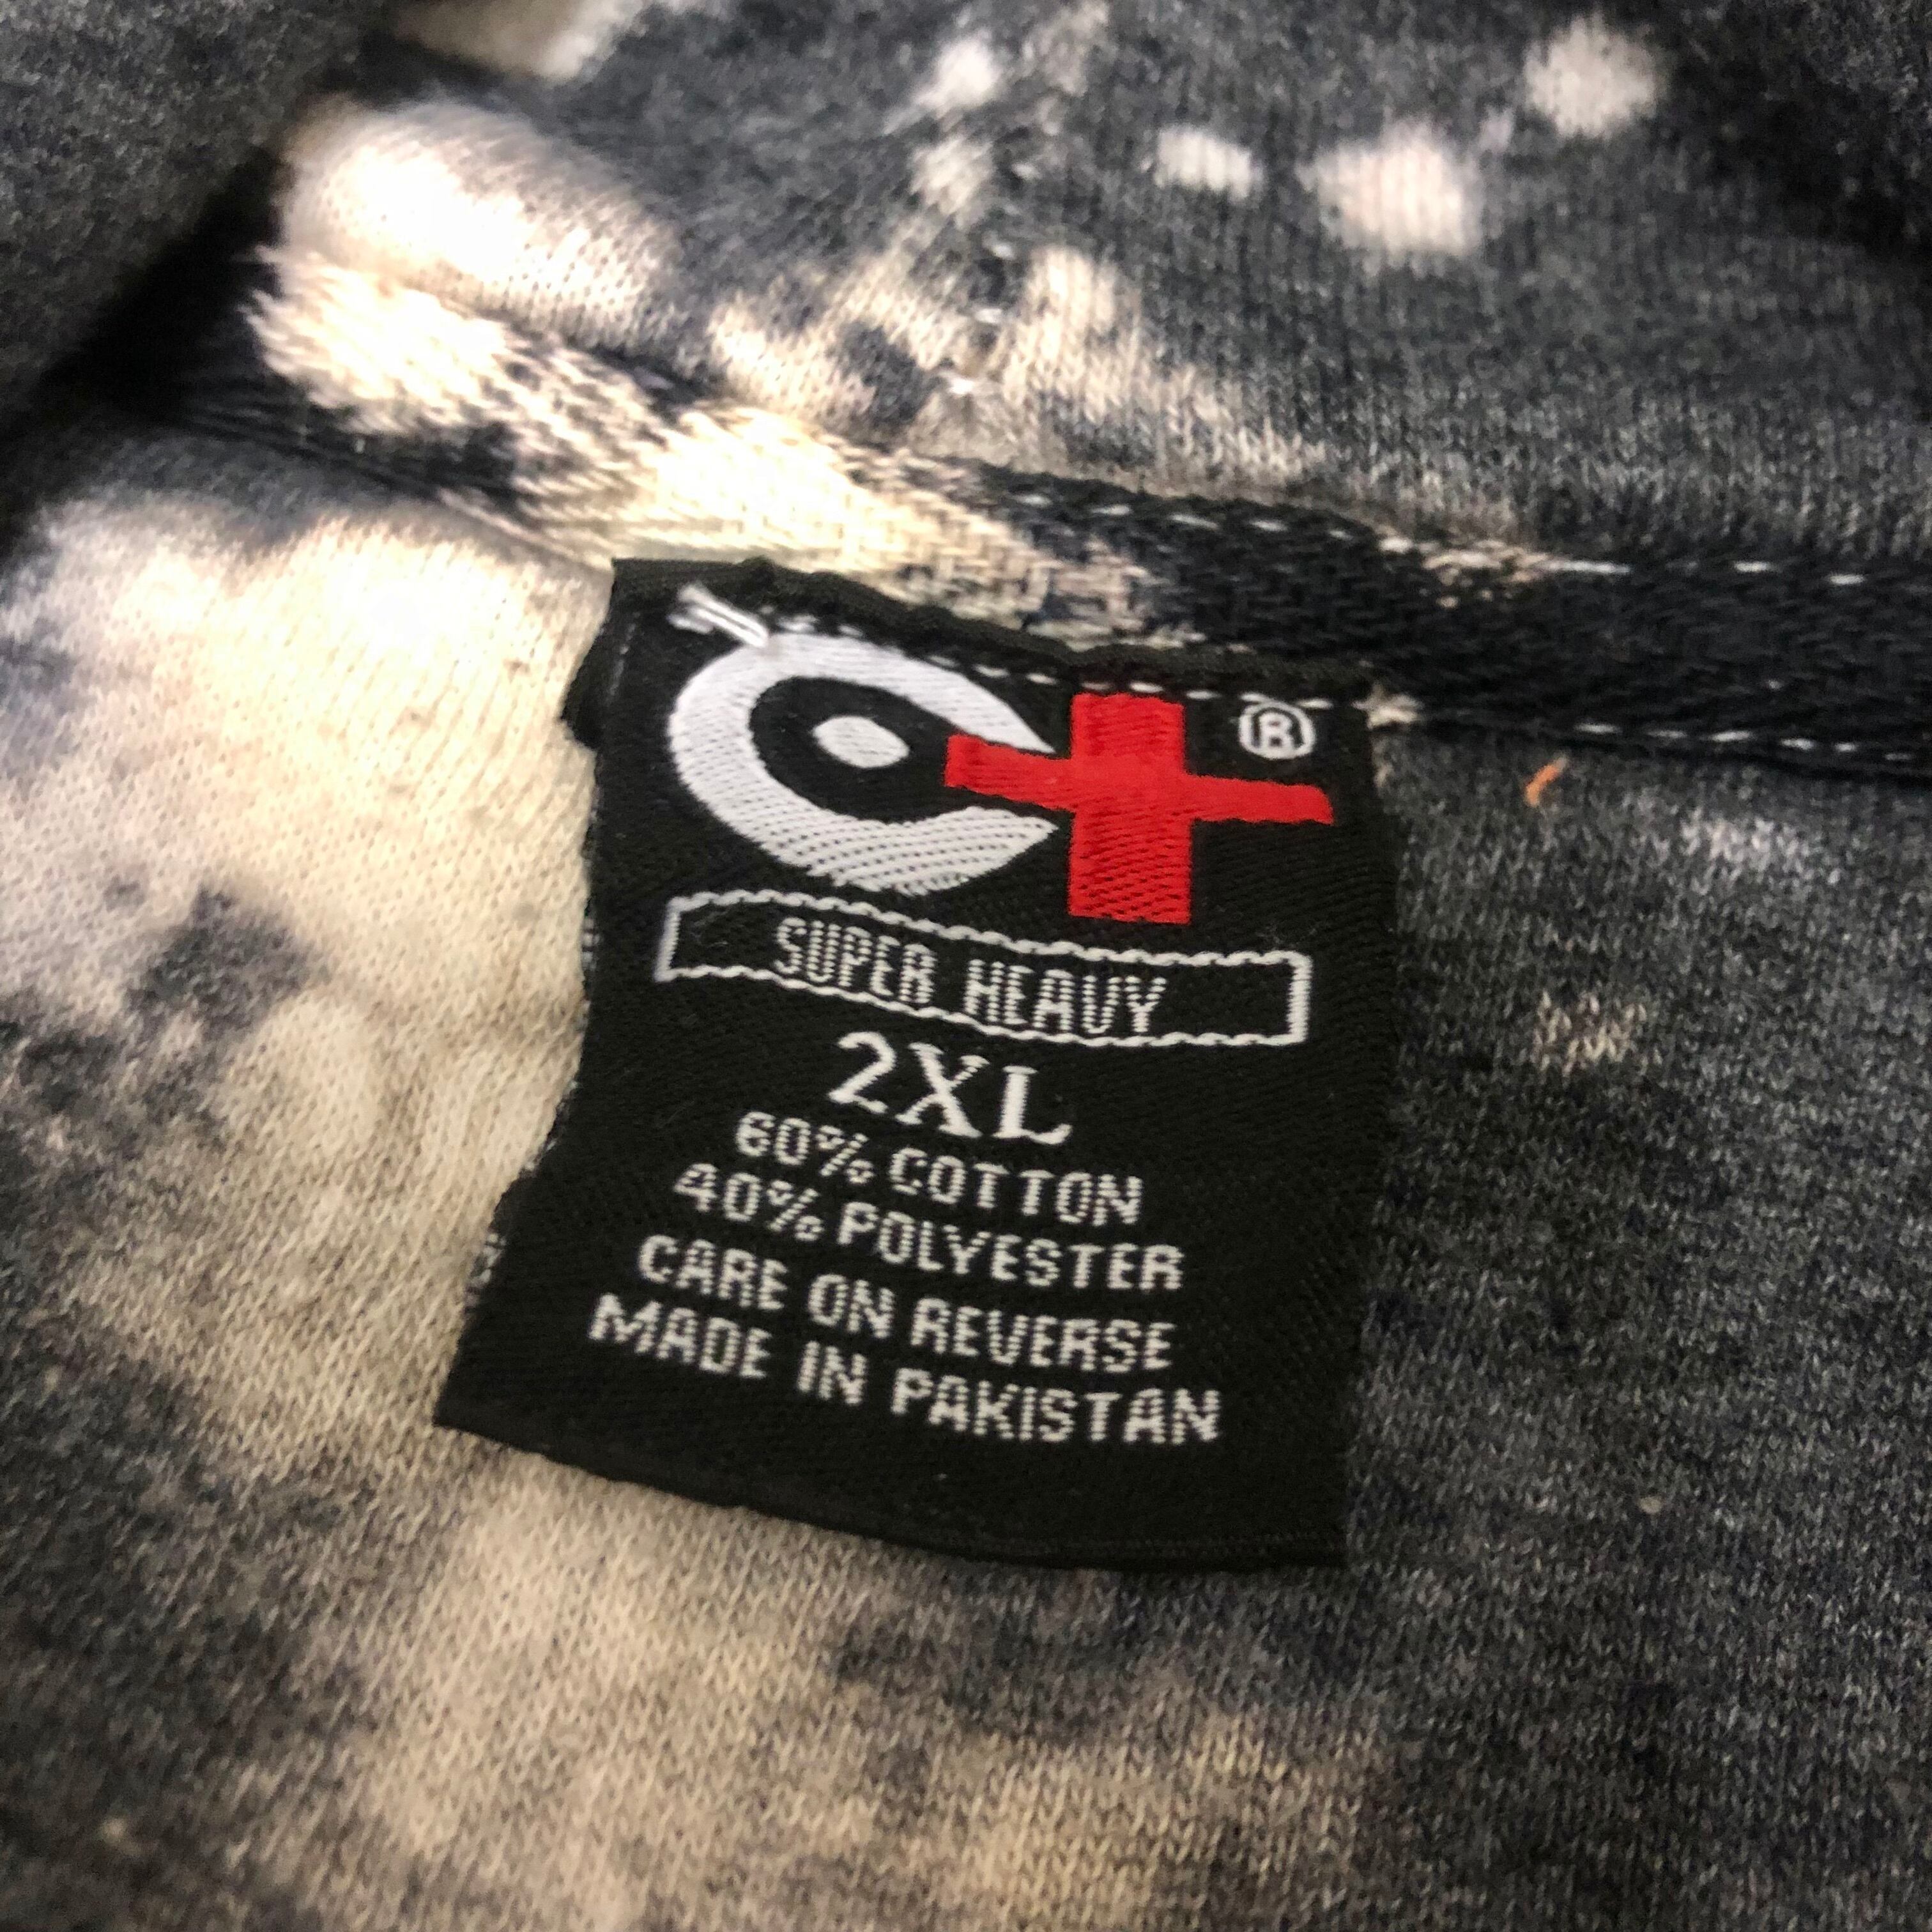 C+®
SUPER HEAVY
2XL
60% COTTON
40% POLYESTER
CARE ON REVERSE
MADE IN PAKISTAN